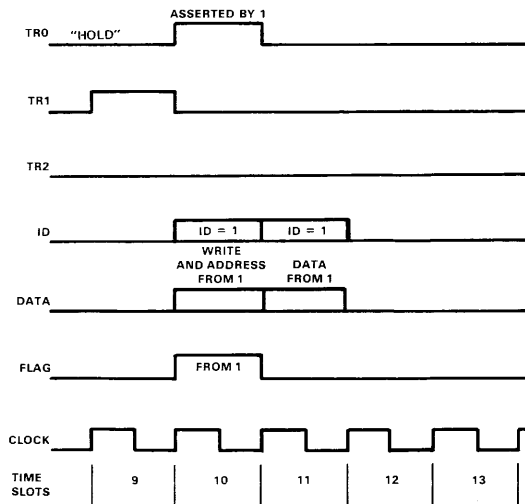 ASSERTED BY 1
TR0 "HOLD"
TR1
TR2
ID ID = 1 ID = 1
WRITE
AND ADDRESS
FROM 1
DATA
FROM 1
DATA
FLAG FROM 1
CLOCK
TIME
SLOTS
9 10 11 12 13